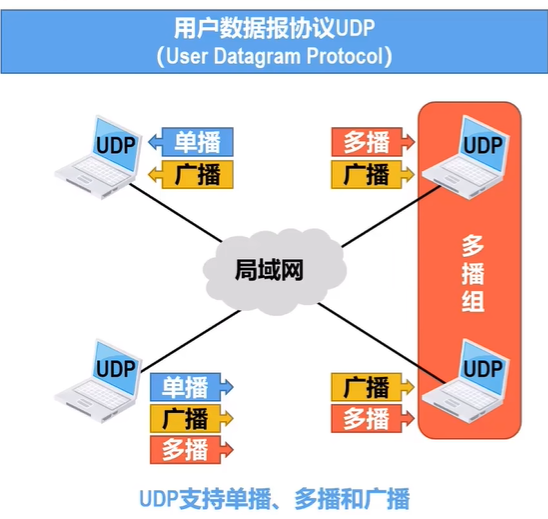 用户数据报协议UDP
(User Datagram Protocol)
UDP
单播
广播
多播
广播
UDP
局域网
多
播
组
UDP
单播
广播
多播
广播
多播
UDP
UDP支持单播、多播和广播